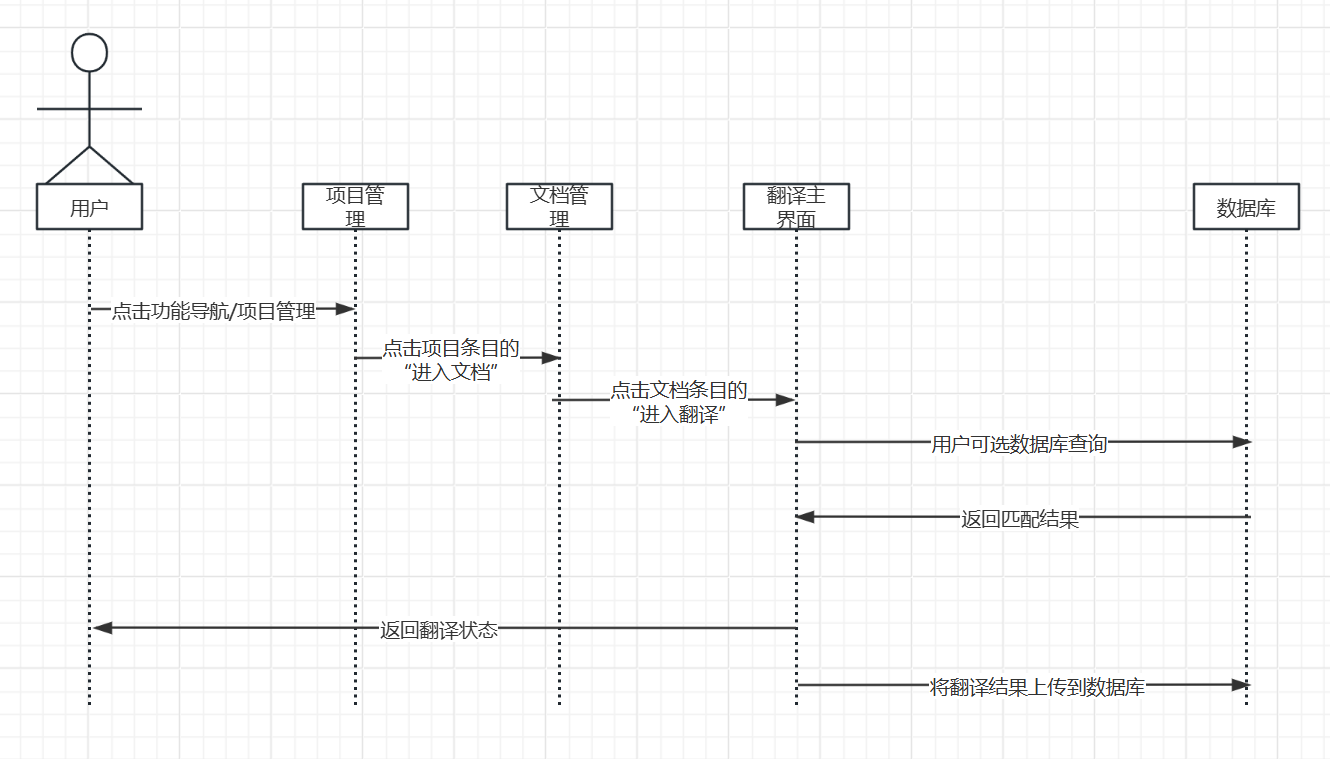 用户
项目管
理
文档管
理
翻译主
界面
数据库
点击功能导航/项目管理
点击项目条目的
“进入文档”
点击文档条目的
“进入翻译”
用户可选数据库查询
返回匹配结果
返回翻译状态
将翻译结果上传到数据库